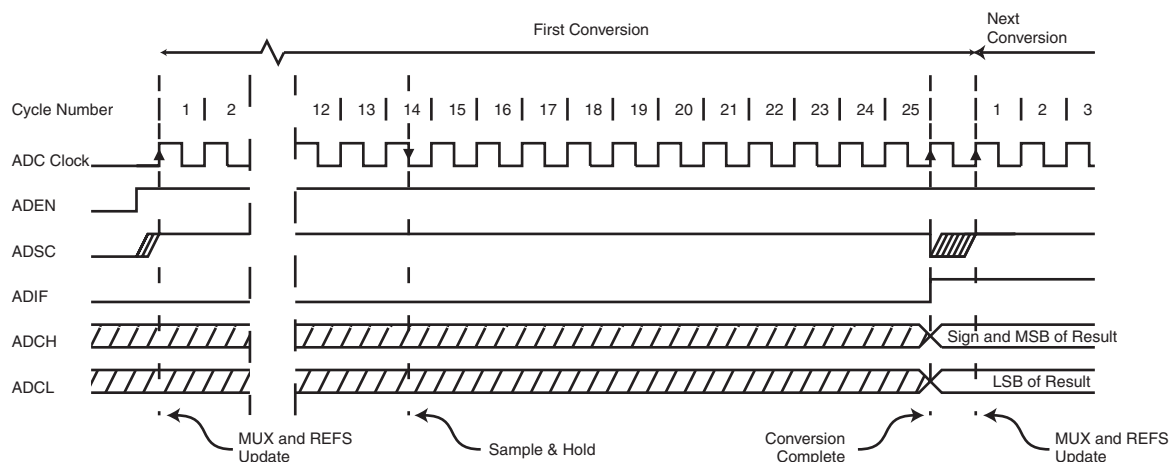 First Conversion
Next
Conversion
Cycle Number 1 2 12 13 14 15 16 17 18 19 20 21 22 23 24 25 1 2 3
ADC Clock
ADEN
ADSC
ADIF
ADCH Sign and MSB of Result
ADCL LSB of Result
MUX and REFS
Update
Sample & Hold
Conversion
Complete
MUX and REFS
Update